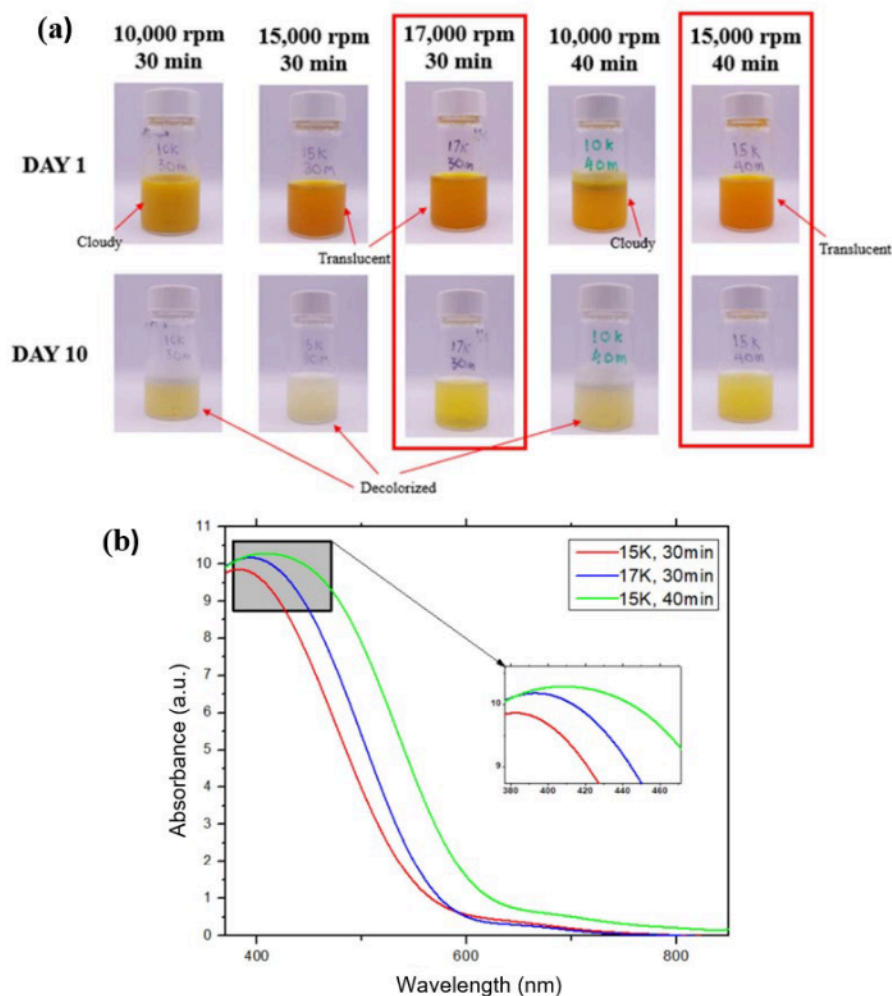 (a)
10,000 rpm
30 min
15,000 rpm
30 min
17,000 rpm
30 min
10,000 rpm
40 min
15,000 rpm
40 min
DAY 1
10k
30m
15K
30m
17K
30m
10k
40m
15K
40m
Cloudy
Translucent
Cloudy
Translucent
DAY 10
10k
30m
15K
30m
17K
30m
10k
40m
15K
40m
Decolorized
(b)
Absorbance (a.u.)
11
10
9
8
7
6
5
4
3
2
1
0
15K, 30min
17K, 30min
15K, 40min
10
9
380 400 420 440 460
400 600 800
Wavelength (nm)